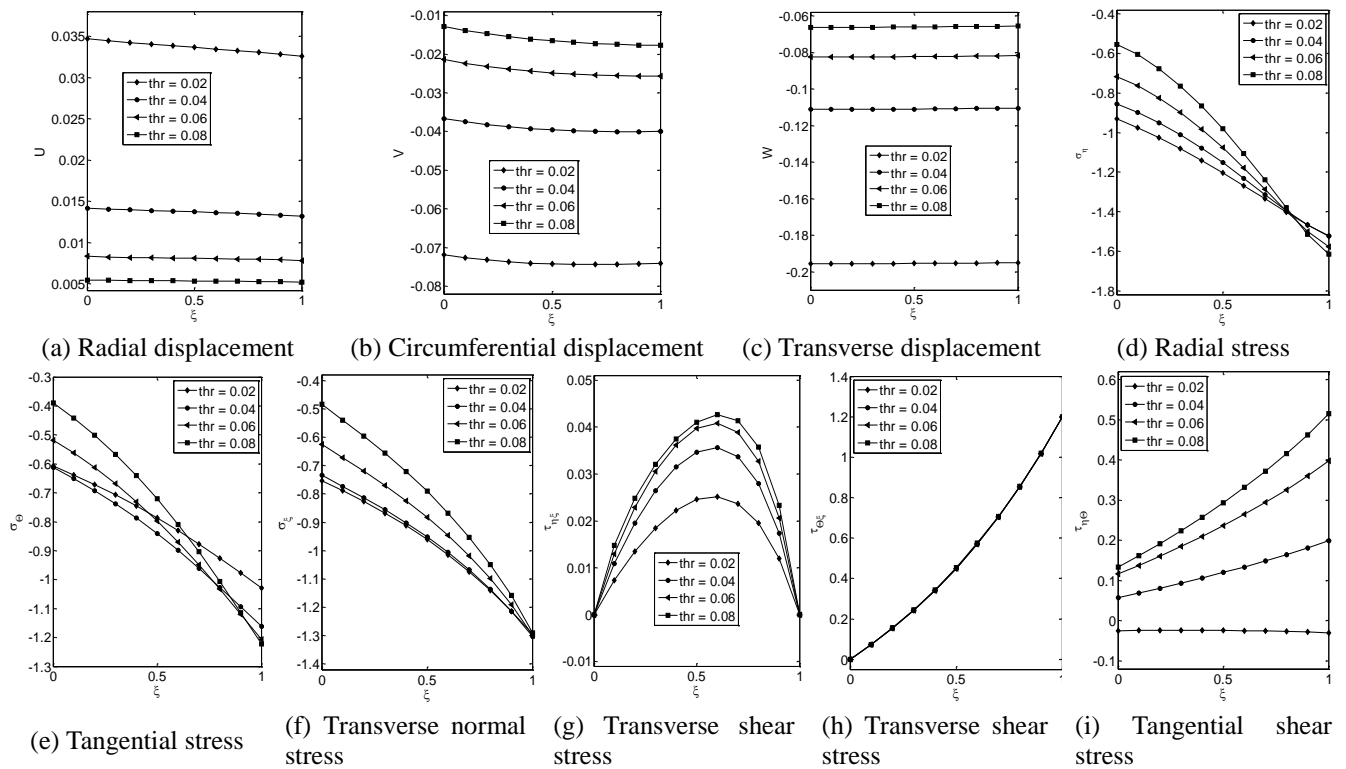 0.035
0.03
0.025
0.02
0.015
0.01
0.005
0
0.5
1
U
ξ
thr = 0.02
thr = 0.04
thr = 0.06
thr = 0.08
(a) Radial displacement
-0.01
-0.02
-0.03
-0.04
-0.05
-0.06
-0.07
-0.08
0
0.5
1
V
ξ
thr = 0.02
thr = 0.04
thr = 0.06
thr = 0.08
(b) Circumferential displacement
-0.06
-0.08
-0.1
-0.12
-0.14
-0.16
-0.18
-0.2
0
0.5
1
W
ξ
thr = 0.02
thr = 0.04
thr = 0.06
thr = 0.08
(c) Transverse displacement
-0.4
-0.6
-0.8
-1
-1.2
-1.4
-1.6
-1.8
0
0.5
1
ση
ξ
thr = 0.02
thr = 0.04
thr = 0.06
thr = 0.08
(d) Radial stress
-0.3
-0.4
-0.5
-0.6
-0.7
-0.8
-0.9
-1
-1.1
-1.2
-1.3
0
0.5
1
σΘ
ξ
thr = 0.02
thr = 0.04
thr = 0.06
thr = 0.08
(e) Tangential stress
-0.4
-0.5
-0.6
-0.7
-0.8
-0.9
-1
-1.1
-1.2
-1.3
-1.4
0
0.5
1
σξ
ξ
thr = 0.02
thr = 0.04
thr = 0.06
thr = 0.08
(f) Transverse normal
stress
0.05
0.04
0.03
0.02
0.01
0
-0.01
0
0.5
1
τηξ
ξ
thr = 0.02
thr = 0.04
thr = 0.06
thr = 0.08
(g) Transverse shear
stress
1.4
1.2
1
0.8
0.6
0.4
0.2
0
0
0.5
1
τΘξ
ξ
thr = 0.02
thr = 0.04
thr = 0.06
thr = 0.08
(h) Transverse shear
stress
0.6
0.5
0.4
0.3
0.2
0.1
0
-0.1
0
0.5
1
τηΘ
ξ
thr = 0.02
thr = 0.04
thr = 0.06
thr = 0.08
(i) Tangential shear
stress